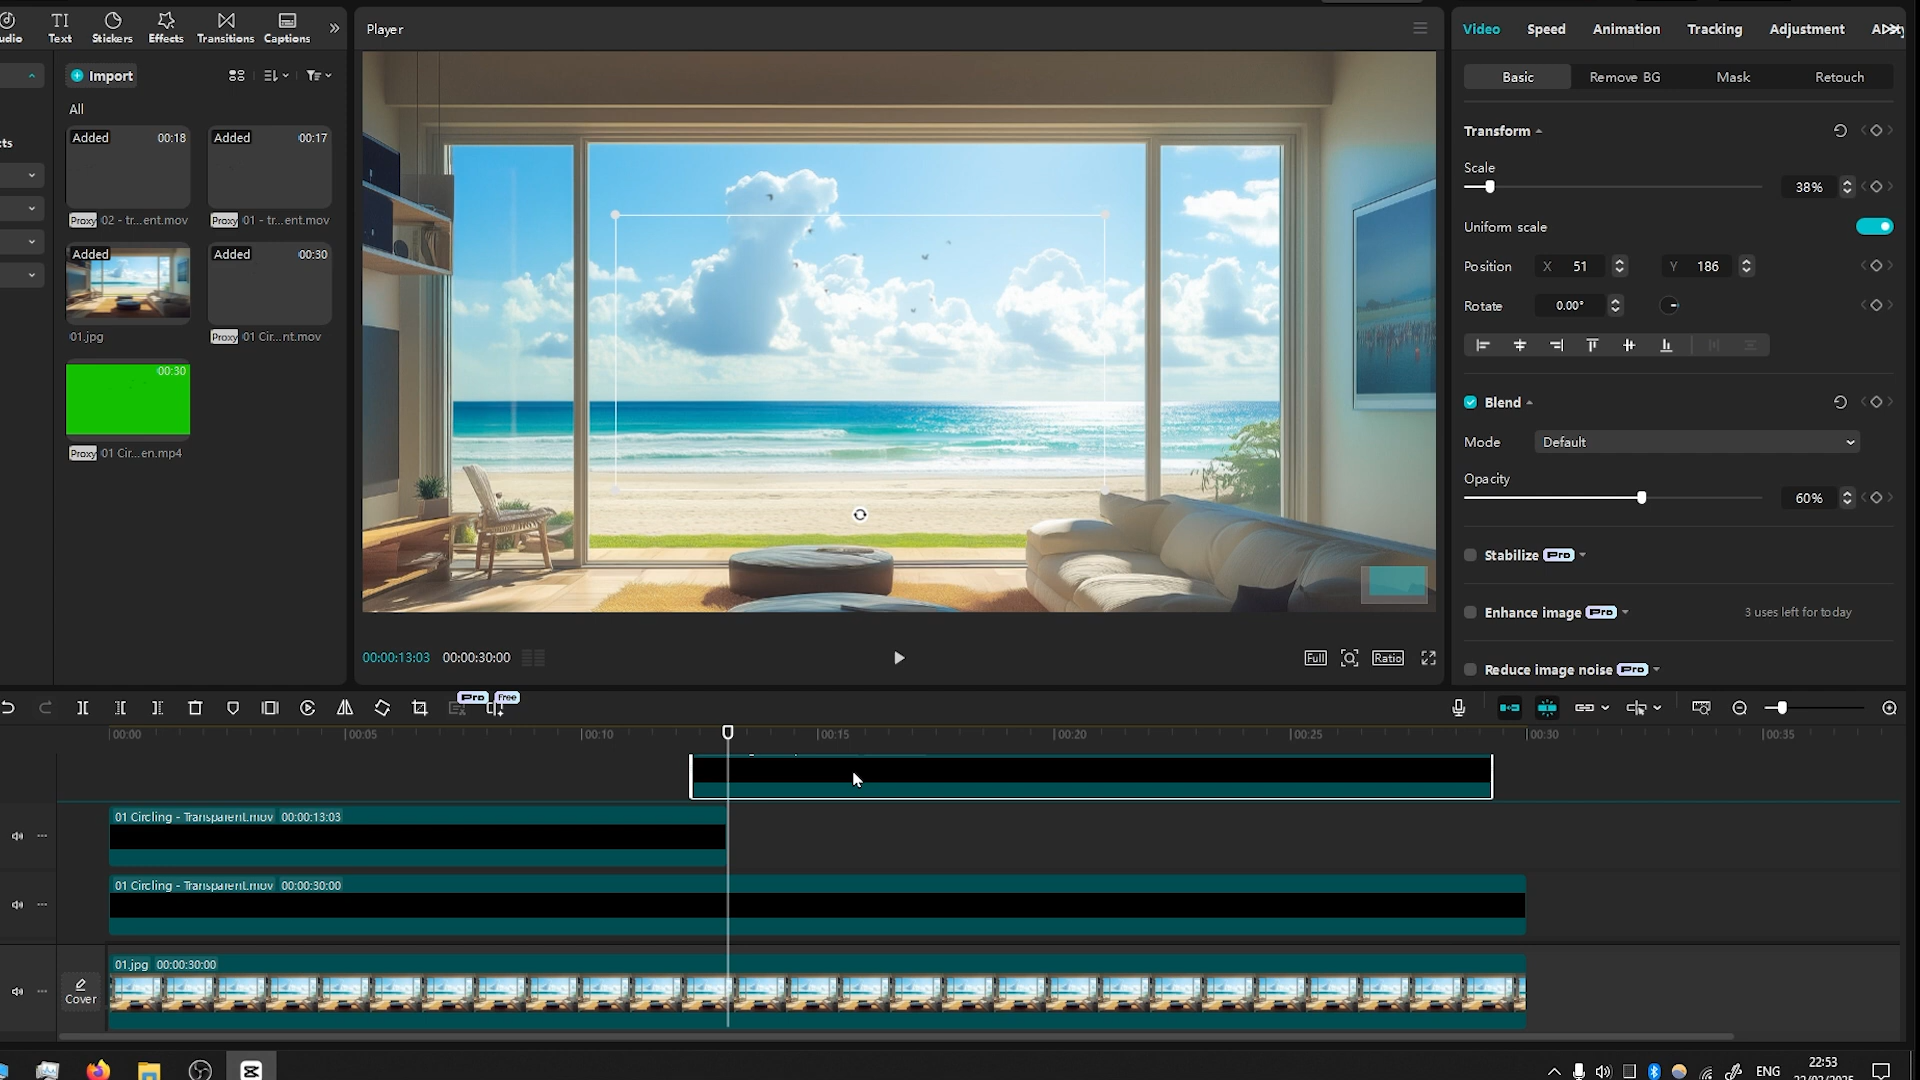 Text
Stickers
Effects
Transitions
Captions
Import
All
Added 00:18
Added 00:17
Proxy 02 - tr...ent.mov
Proxy 01 - tr...ent.mov
Added
Added 00:30
01.jpg
Proxy 01 Cir...nt.mov
00:30
Proxy 01 Cir...en.mp4
Player
00:00:13:03 00:00:30:00
Full
Ratio
Video Speed Animation Tracking Adjustment
Basic Remove BG Mask Retouch
Transform
Scale
38%
Uniform scale
Position X 51 Y 186
Rotate 0.00°
Blend
Mode Default
Opacity
60%
Stabilize Pro
Enhance image Pro 3 uses left for today
Reduce image noise Pro
Pro Free
00:00 00:05 00:10 00:15 00:20 00:25 00:30 00:35
01 Circling - Transparent.mov 00:00:13:03
01 Circling - Transparent.mov 00:00:30:00
01.jpg 00:00:30:00
Cover
ENG
22:53